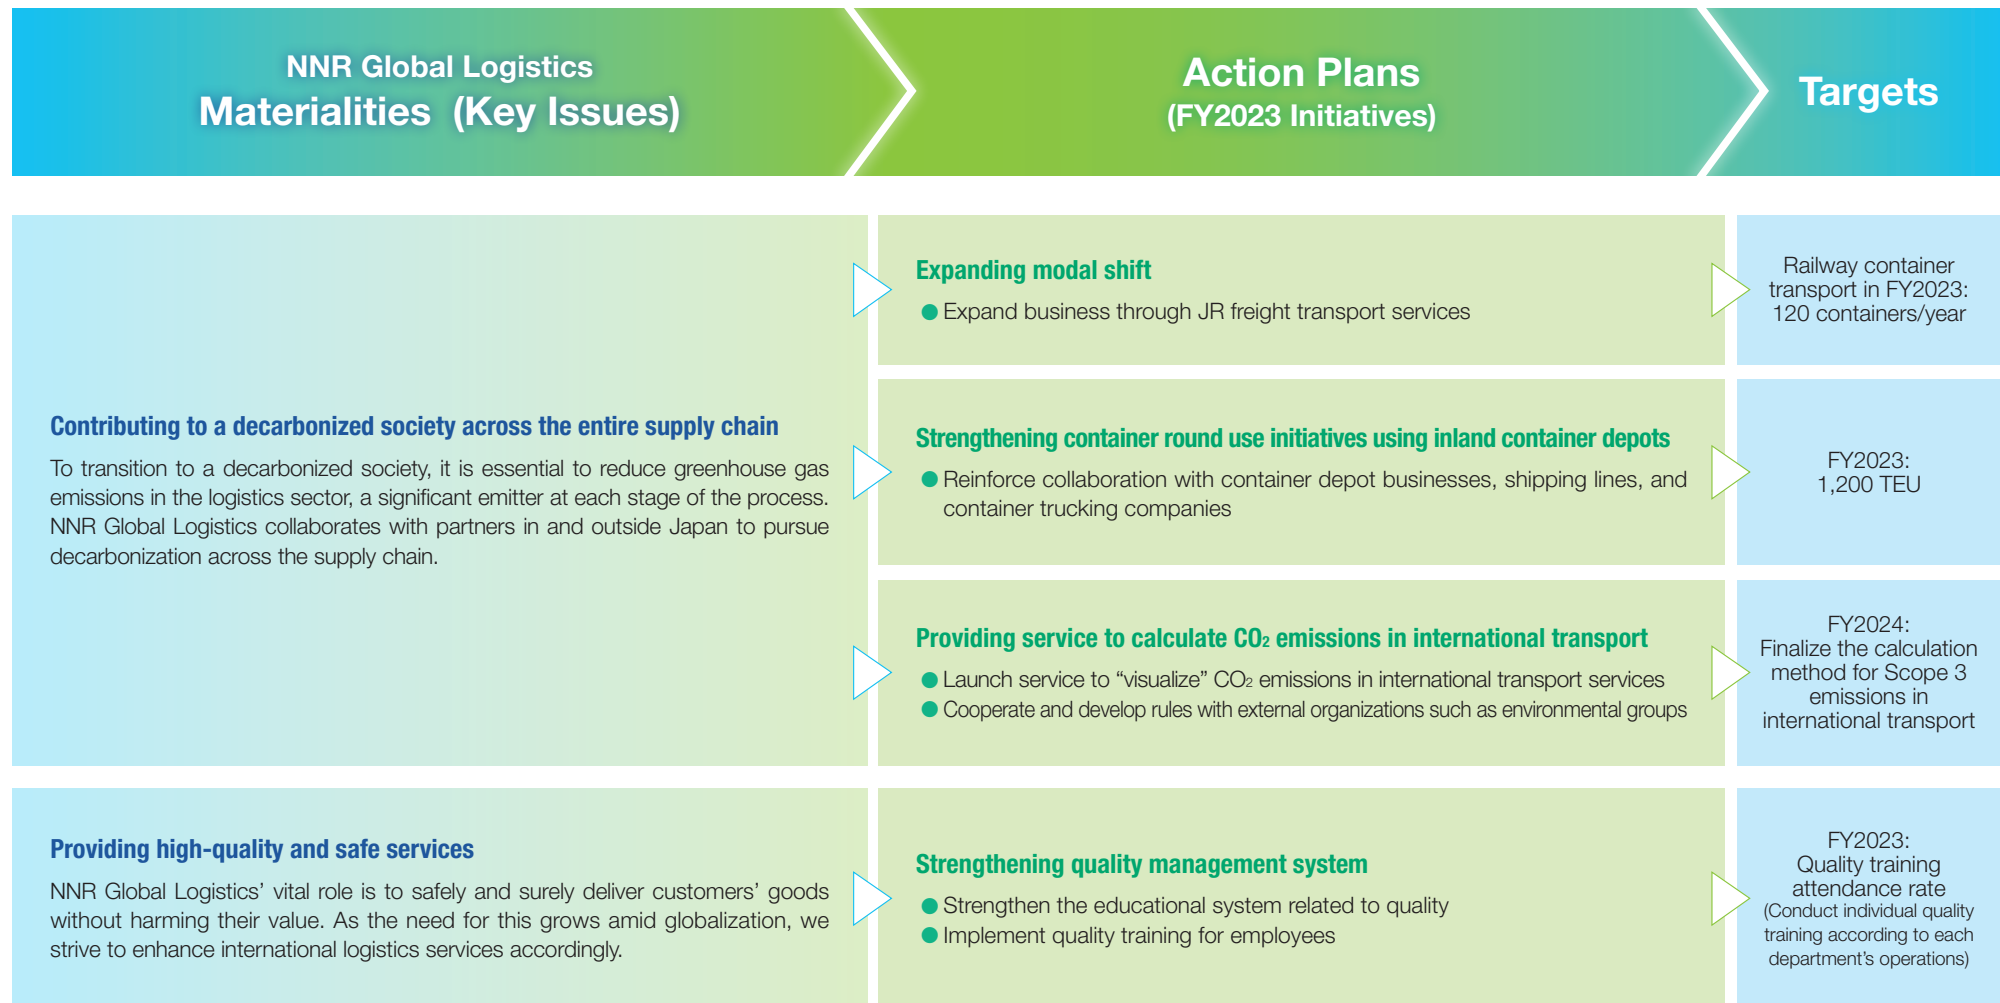 NNR Global Logistics
Materialities (Key Issues)
Action Plans
(FY2023 Initiatives)
Targets
Contributing to a decarbonized society across the entire supply chain
To transition to a decarbonized society, it is essential to reduce greenhouse gas
emissions in the logistics sector, a significant emitter at each stage of the process.
NNR Global Logistics collaborates with partners in and outside Japan to pursue
decarbonization across the supply chain.
Expanding modal shift
● Expand business through JR freight transport services
Railway container
transport in FY2023:
120 containers/year
Strengthening container round use initiatives using inland container depots
● Reinforce collaboration with container depot businesses, shipping lines, and
container trucking companies
FY2023:
1,200 TEU
Providing service to calculate CO₂ emissions in international transport
● Launch service to “visualize” CO₂ emissions in international transport services
● Cooperate and develop rules with external organizations such as environmental groups
FY2024:
Finalize the calculation
method for Scope 3
emissions in
international transport
Providing high-quality and safe services
NNR Global Logistics’ vital role is to safely and surely deliver customers’ goods
without harming their value. As the need for this grows amid globalization, we
strive to enhance international logistics services accordingly.
Strengthening quality management system
● Strengthen the educational system related to quality
● Implement quality training for employees
FY2023:
Quality training
attendance rate
(Conduct individual quality
training according to each
department’s operations)